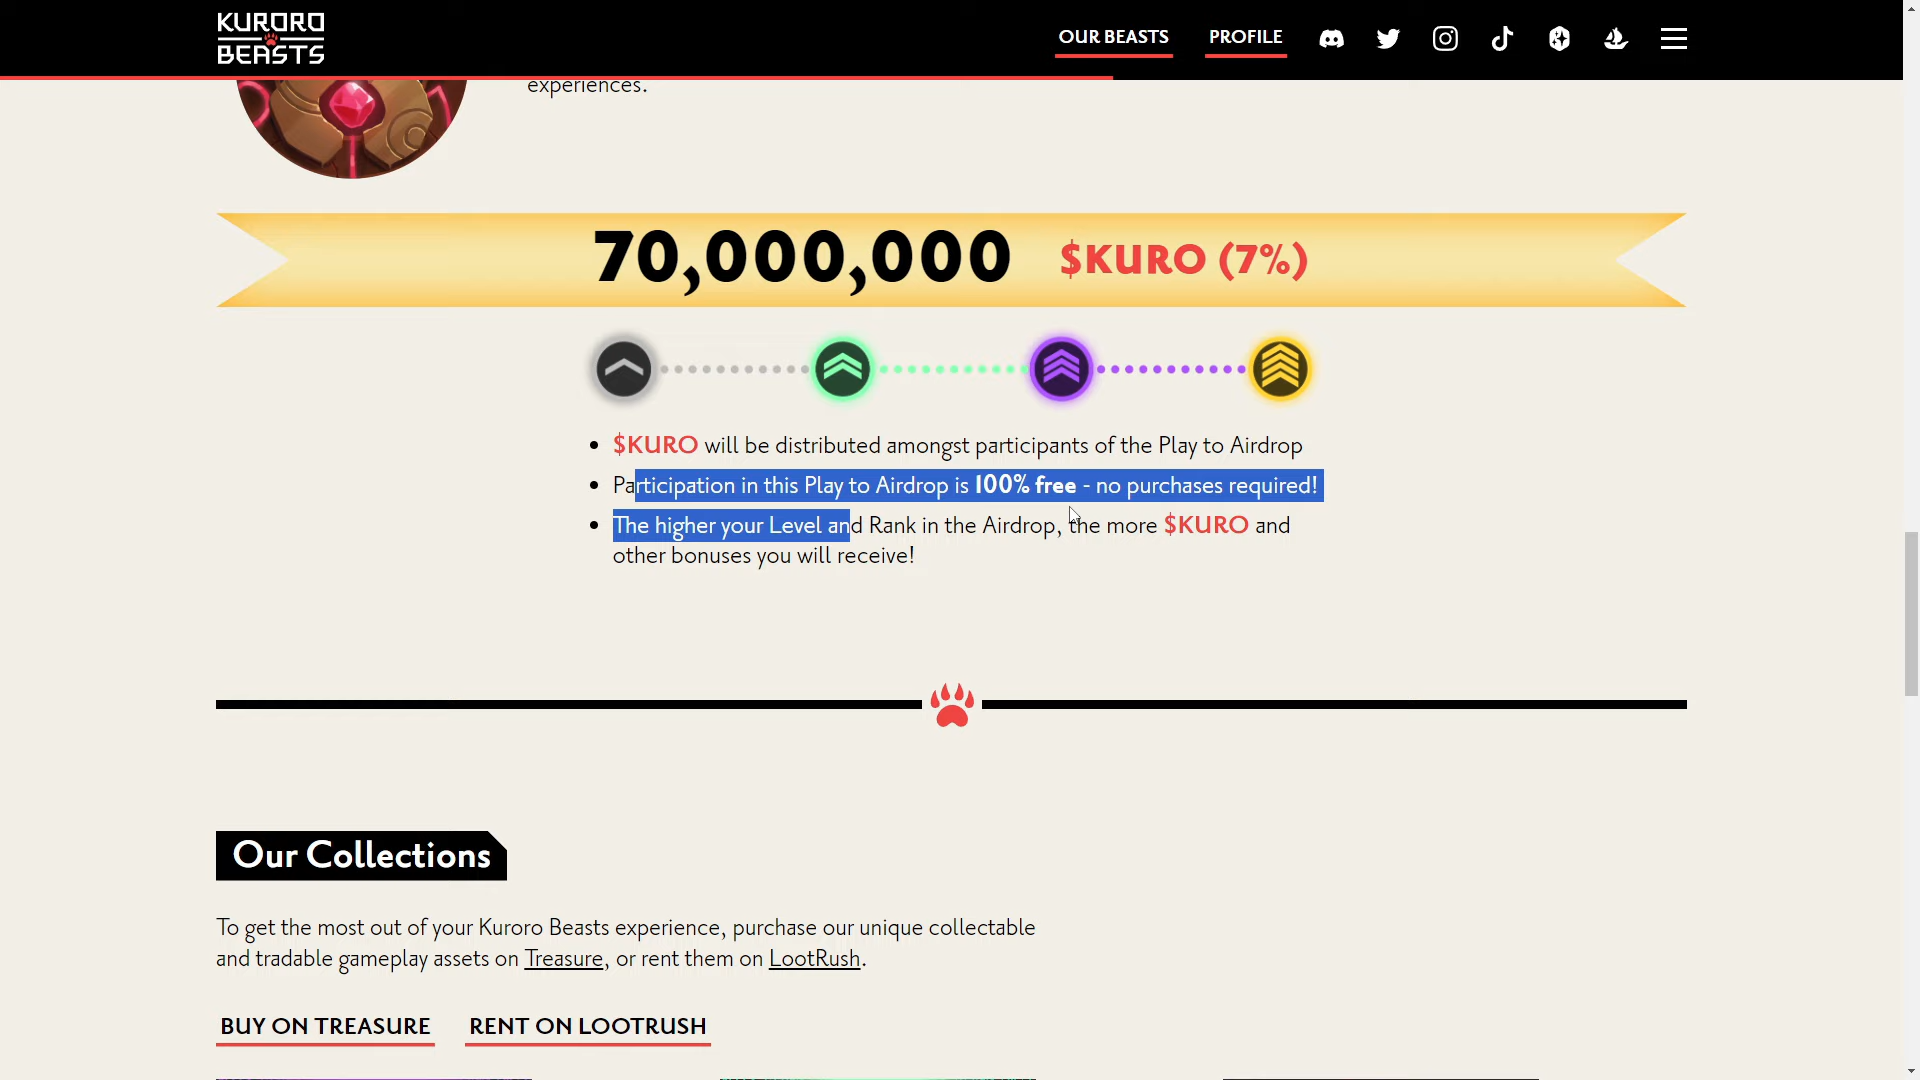 KURORO
BEASTS
OUR BEASTS
PROFILE
experiences.
70,000,000 $KURO (7%)
$KURO will be distributed amongst participants of the Play to Airdrop
Participation in this Play to Airdrop is 100% free - no purchases required!
The higher your Level and Rank in the Airdrop, the more $KURO and
other bonuses you will receive!
Our Collections
To get the most out of your Kuroro Beasts experience, purchase our unique collectable
and tradable gameplay assets on Treasure, or rent them on LootRush.
BUY ON TREASURE
RENT ON LOOTRUSH